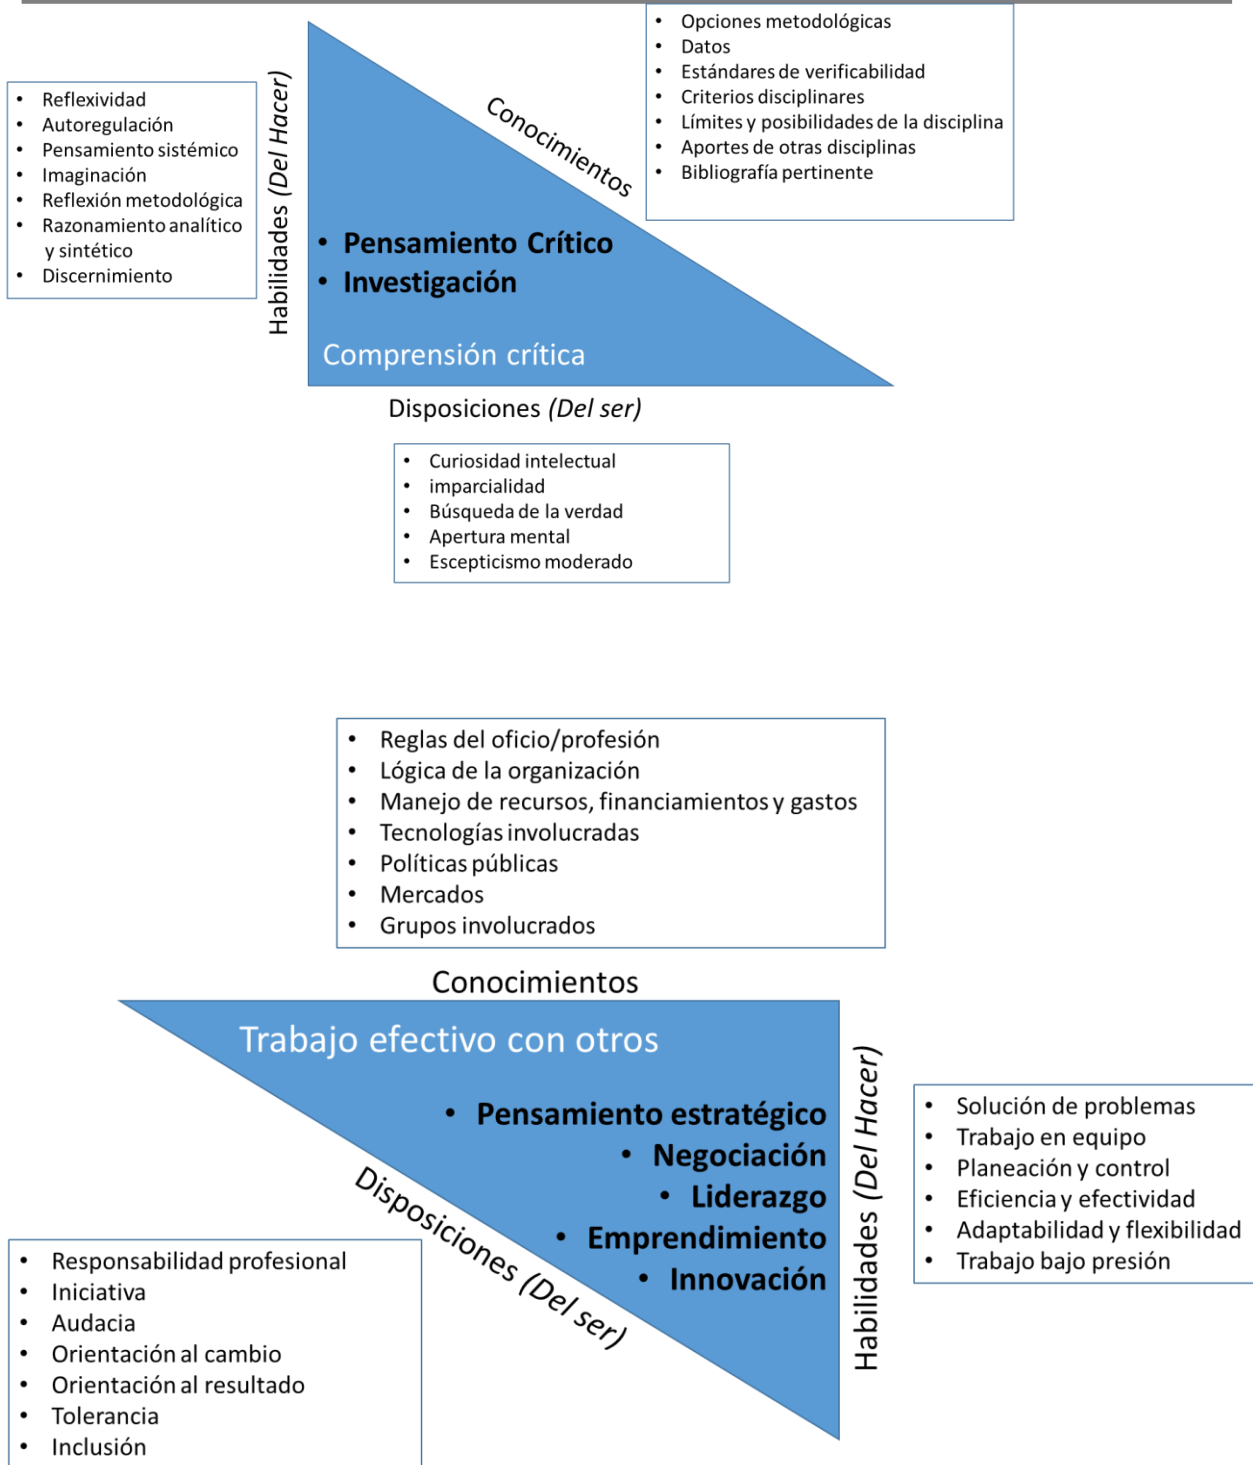 • Opciones metodológicas
• Datos
• Estándares de verificabilidad
• Criterios disciplinares
• Límites y posibilidades de la disciplina
• Aportes de otras disciplinas
• Bibliografía pertinente
• Reflexividad
• Autoregulación
• Pensamiento sistémico
• Imaginación
• Reflexión metodológica
• Razonamiento analítico
y sintético
• Discernimiento
Habilidades (Del Hacer)
Conocimientos
• Pensamiento Crítico
• Investigación
Comprensión crítica
Disposiciones (Del ser)
• Curiosidad intelectual
• imparcialidad
• Búsqueda de la verdad
• Apertura mental
• Escepticismo moderado
• Reglas del oficio/profesión
• Lógica de la organización
• Manejo de recursos, financiamientos y gastos
• Tecnologías involucradas
• Políticas públicas
• Mercados
• Grupos involucrados
Conocimientos
Trabajo efectivo con otros
• Pensamiento estratégico
• Negociación
• Liderazgo
• Emprendimiento
• Innovación
Disposiciones (Del ser)
Habilidades (Del Hacer)
• Solución de problemas
• Trabajo en equipo
• Planeación y control
• Eficiencia y efectividad
• Adaptabilidad y flexibilidad
• Trabajo bajo presión
• Responsabilidad profesional
• Iniciativa
• Audacia
• Orientación al cambio
• Orientación al resultado
• Tolerancia
• Inclusión